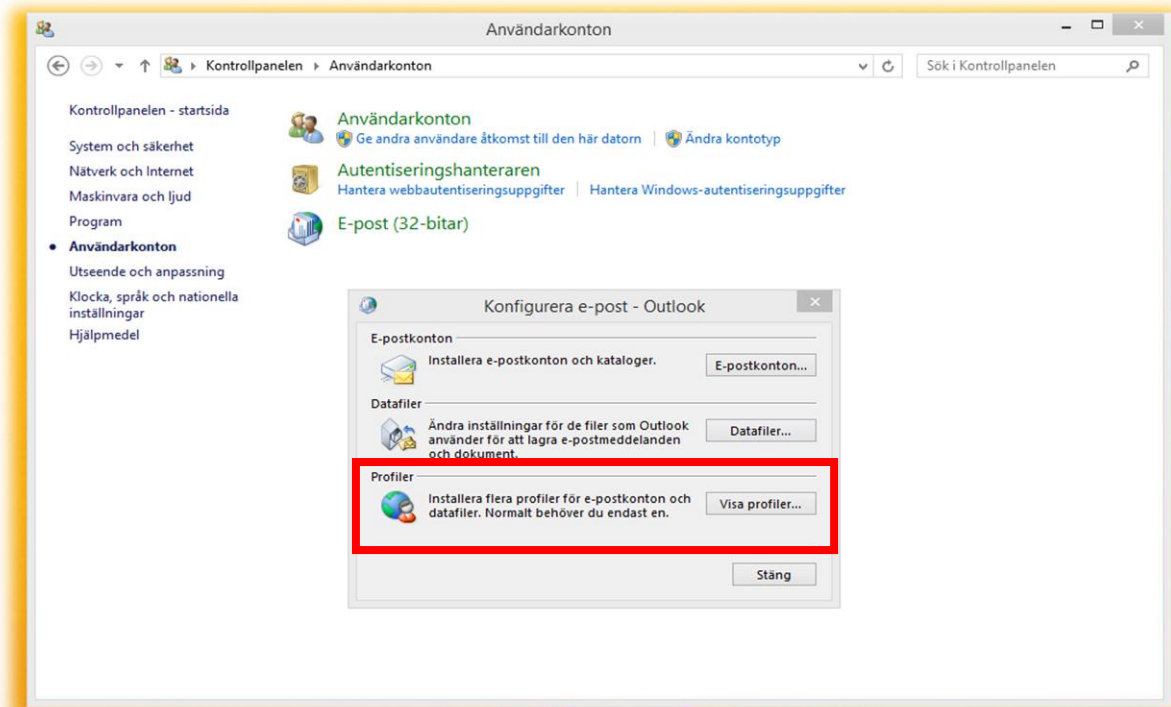 Användarkonton
Kontrollpanelen Användarkonton
Sök i Kontrollpanelen
Kontrollpanelen - startsida
System och säkerhet
Nätverk och Internet
Maskinvara och ljud
Program
Användarkonton
Utseende och anpassning
Klocka, språk och nationella
inställningar
Hjälpmedel
Användarkonton
Ge andra användare åtkomst till den här datorn
Ändra kontotyp
Autentiseringshanteraren
Hantera webbautentiseringsuppgifter
Hantera Windows-autentiseringsuppgifter
E-post (32-bitar)
Konfigurera e-post - Outlook
E-postkonton
Installera e-postkonton och kataloger.
E-postkonton...
Datafiler
Ändra inställningar för de filer som Outlook
använder för att lagra e-postmeddelanden
och dokument.
Datafiler...
Profiler
Installera flera profiler för e-postkonton och
datafiler. Normalt behöver du endast en.
Visa profiler...
Stäng